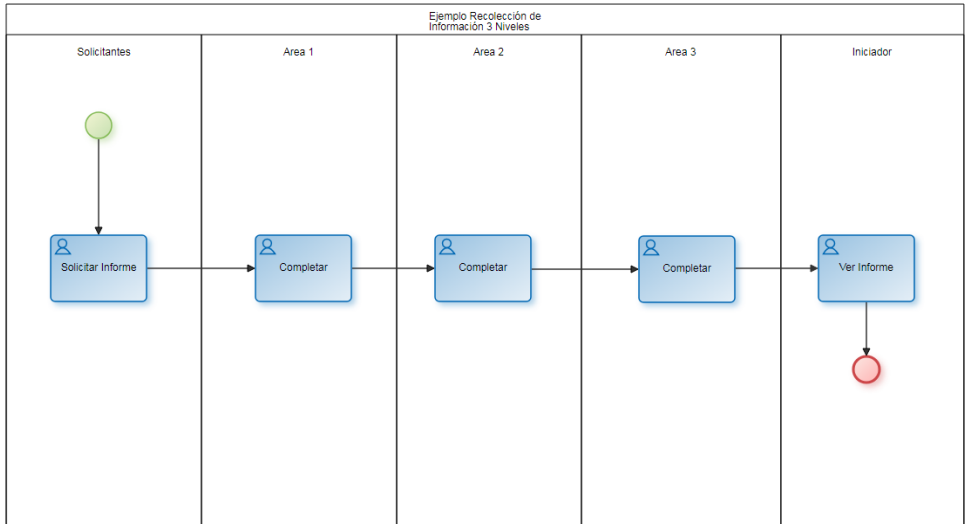 Ejemplo Recolección de
Información 3 Niveles
Solicitantes
Area 1
Area 2
Area 3
Iniciador
Solicitar Informe
Completar
Completar
Completar
Ver Informe